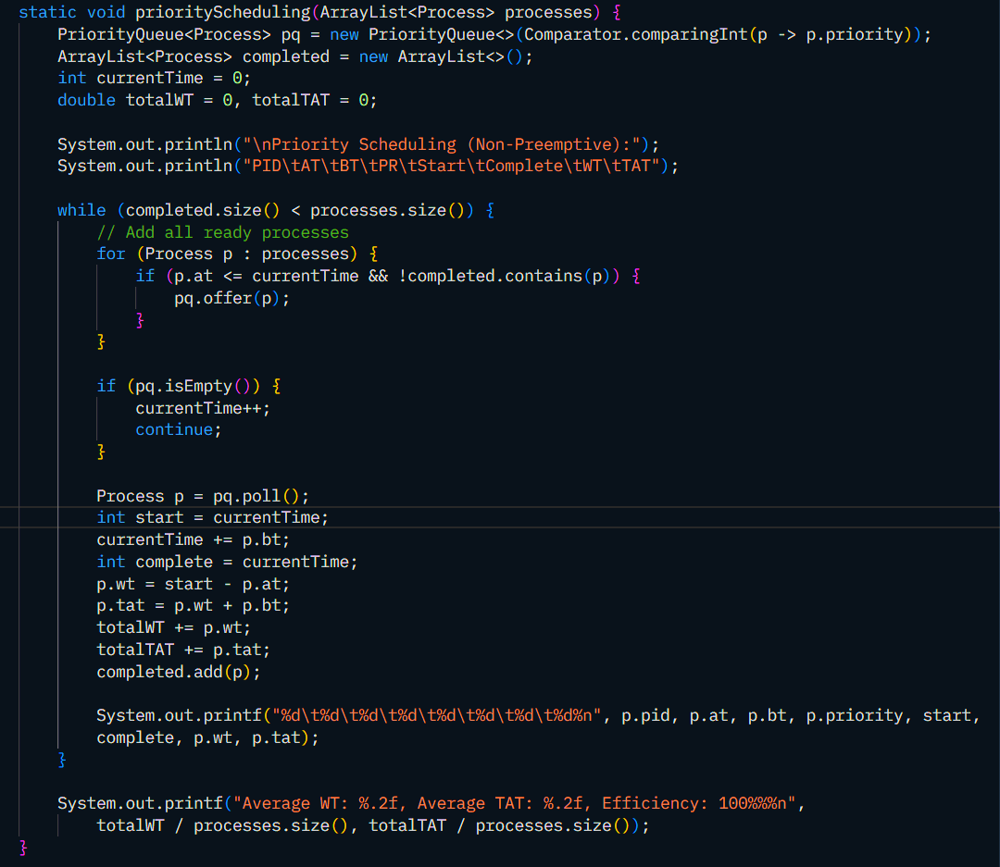 static void priorityScheduling(ArrayList<Process> processes) {
    PriorityQueue<Process> pq = new PriorityQueue<>(Comparator.comparingInt(p -> p.priority));
    ArrayList<Process> completed = new ArrayList<>();
    int currentTime = 0;
    double totalWT = 0, totalTAT = 0;

    System.out.println("\nPriority Scheduling (Non-Preemptive):");
    System.out.println("PID\tAT\tBT\tPR\tStart\tComplete\tWT\tTAT");

    while (completed.size() < processes.size()) {
        // Add all ready processes
        for (Process p : processes) {
            if (p.at <= currentTime && !completed.contains(p)) {
                pq.offer(p);
            }
        }

        if (pq.isEmpty()) {
            currentTime++;
            continue;
        }

        Process p = pq.poll();
        int start = currentTime;
        currentTime += p.bt;
        int complete = currentTime;
        p.wt = start - p.at;
        p.tat = p.wt + p.bt;
        totalWT += p.wt;
        totalTAT += p.tat;
        completed.add(p);

        System.out.printf("%d\t%d\t%d\t%d\t%d\t%d\t%d\t%d%n", p.pid, p.at, p.bt, p.priority, start,
        complete, p.wt, p.tat);
    }

    System.out.printf("Average WT: %.2f, Average TAT: %.2f, Efficiency: 100%%%n",
        totalWT / processes.size(), totalTAT / processes.size());
}